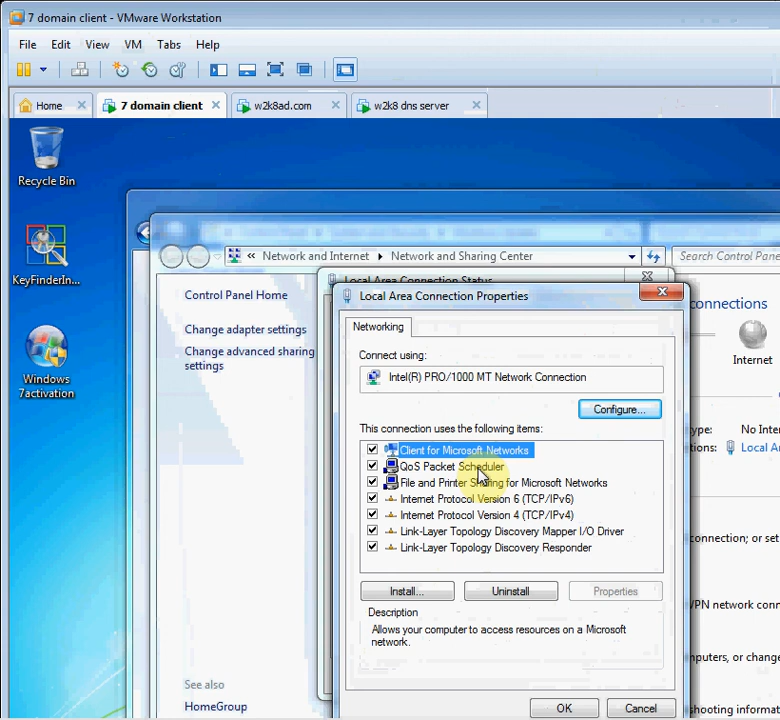 7 domain client - VMware Workstation
File Edit View VM Tabs Help
Home 7 domain client w2k8ad.com w2k8 dns server
Recycle Bin
Network and Internet Network and Sharing Center Search Control Pane
KeyFinderIn...
Local Area Connection Status
Control Panel Home
Local Area Connection Properties
connections
Change adapter settings
Networking
Change advanced sharing
settings
Connect using:
Internet
Intel(R) PRO/1000 MT Network Connection
Windows
7activation
Configure...
This connection uses the following items:
ype: No Inter
tions: Local Ar
Client for Microsoft Networks
QoS Packet Scheduler
File and Printer Sharing for Microsoft Networks
Internet Protocol Version 6 (TCP/IPv6)
Internet Protocol Version 4 (TCP/IPv4)
Link-Layer Topology Discovery Mapper I/O Driver
connection; or set
Link-Layer Topology Discovery Responder
Install... Uninstall Properties
VPN network conn
Description
Allows your computer to access resources on a Microsoft
network.
mputers, or change
See also
HomeGroup
OK Cancel
shooting informati